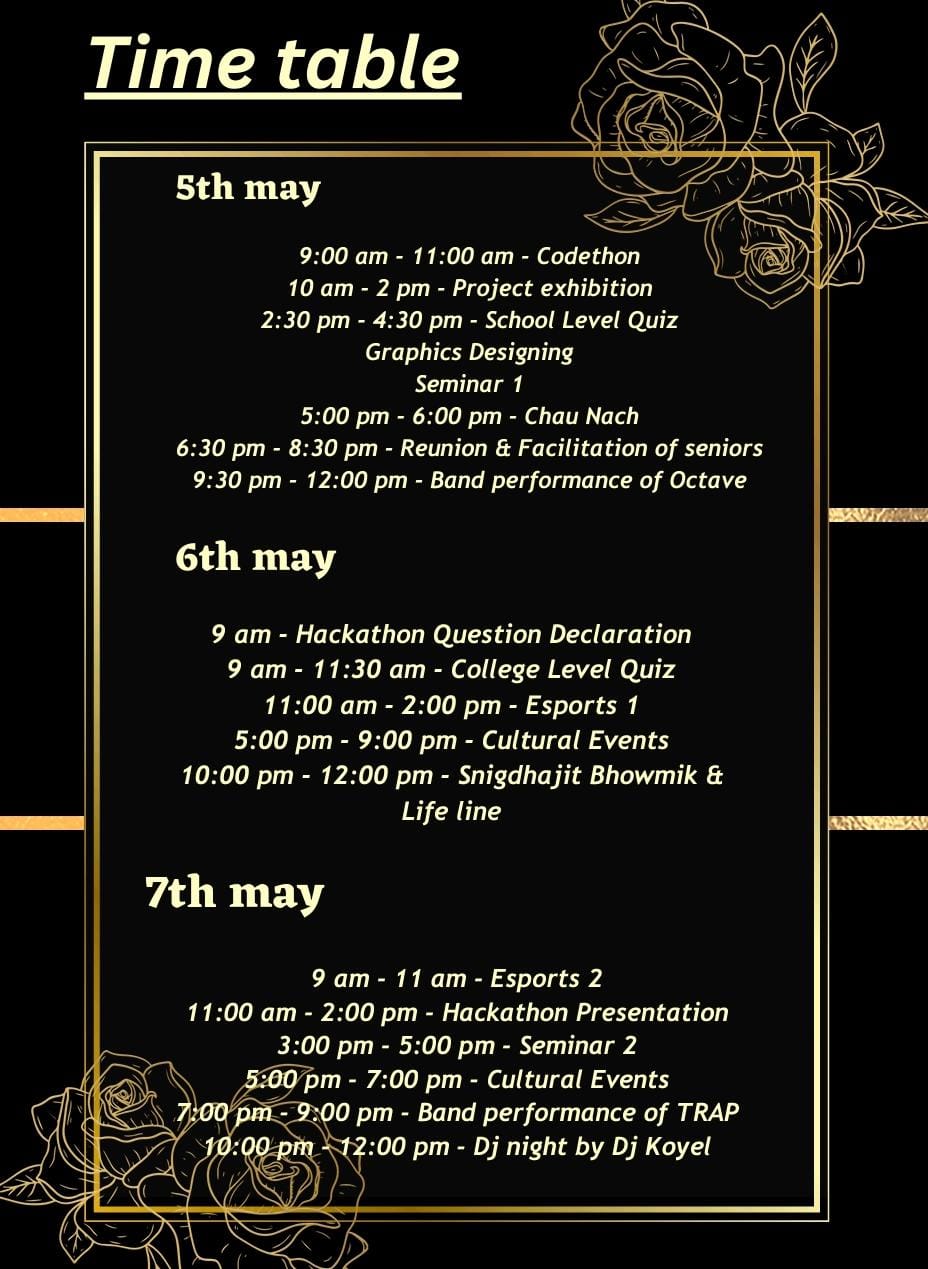 Time table
5th may
9:00 am - 11:00 am - Codethon
10 am - 2 pm - Project exhibition
2:30 pm - 4:30 pm - School Level Quiz
Graphics Designing
Seminar 1
5:00 pm - 6:00 pm - Chau Nach
6:30 pm - 8:30 pm - Reunion & Facilitation of seniors
9:30 pm - 12:00 pm - Band performance of Octave
6th may
9 am - Hackathon Question Declaration
9 am - 11:30 am - College Level Quiz
11:00 am - 2:00 pm - Esports 1
5:00 pm - 9:00 pm - Cultural Events
10:00 pm - 12:00 pm - Snigdhajit Bhowmik &
Life line
7th may
9 am - 11 am - Esports 2
11:00 am - 2:00 pm - Hackathon Presentation
3:00 pm - 5:00 pm - Seminar 2
5:00 pm - 7:00 pm - Cultural Events
7:00 pm - 9:00 pm - Band performance of TRAP
10:00 pm - 12:00 pm - Dj night by Dj Koyel